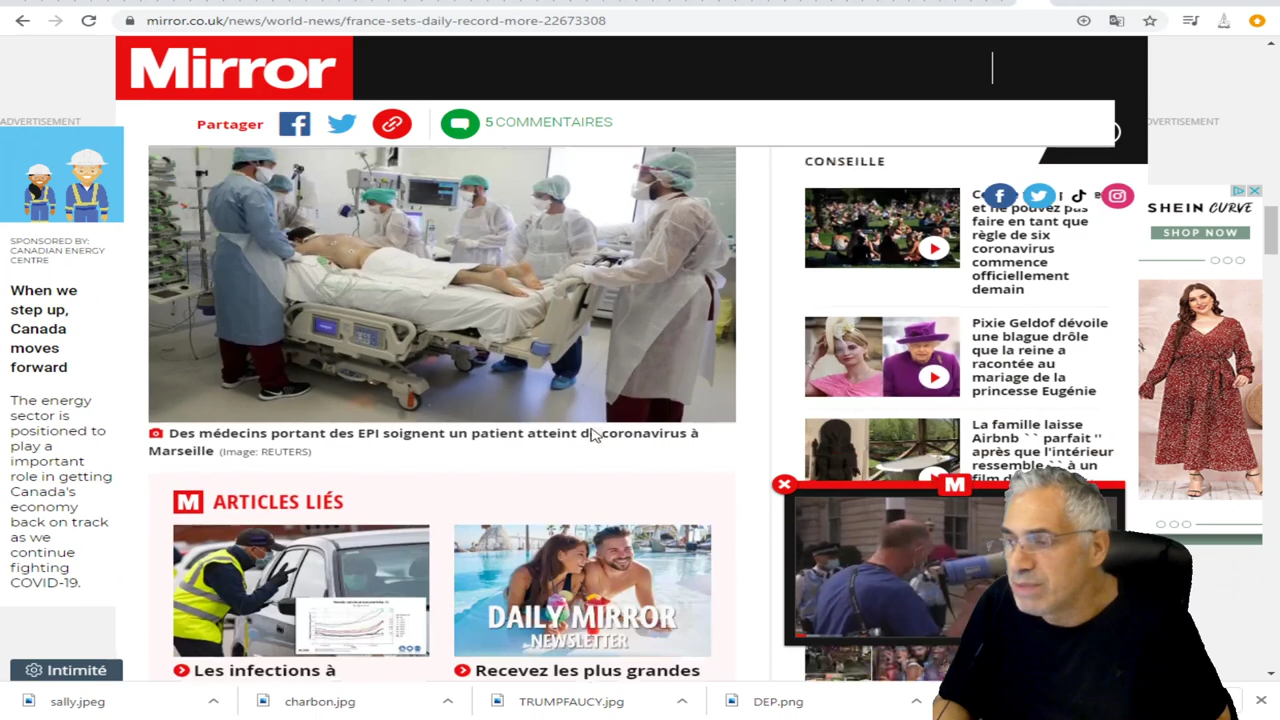 mirror.co.uk/news/world-news/france-sets-daily-record-more-22673308
Mirror
Partager
5 COMMENTAIRES
ADVERTISEMENT
SPONSORED BY:
CANADIAN ENERGY
CENTRE
When we
step up,
Canada
moves
forward
The energy
sector is
positioned to
play a
important
role in getting
Canada's
economy
back on track
as we
continue
fighting
COVID-19.
Intimité
Des médecins portant des EPI soignent un patient atteint coronavirus à
Marseille (Image: REUTERS)
M ARTICLES LIÉS
Les infections à
DAILY MIRROR
NEWSLETTER
Recevez les plus grandes
CONSEILLE
et ne pouvez pas
faire en tant que
règle de six
coronavirus
commence
officiellement
demain
Pixie Geldof dévoile
une blague drôle
que la reine a
racontée au
mariage de la
princesse Eugénie
La famille laisse
Airbnb `` parfait ''
après que l'intérieur
ressemble `` à un
film
M
SHEIN CURVE
SHOP NOW
sally.jpeg
charbon.jpg
TRUMPFAUCY.jpg
DEP.png